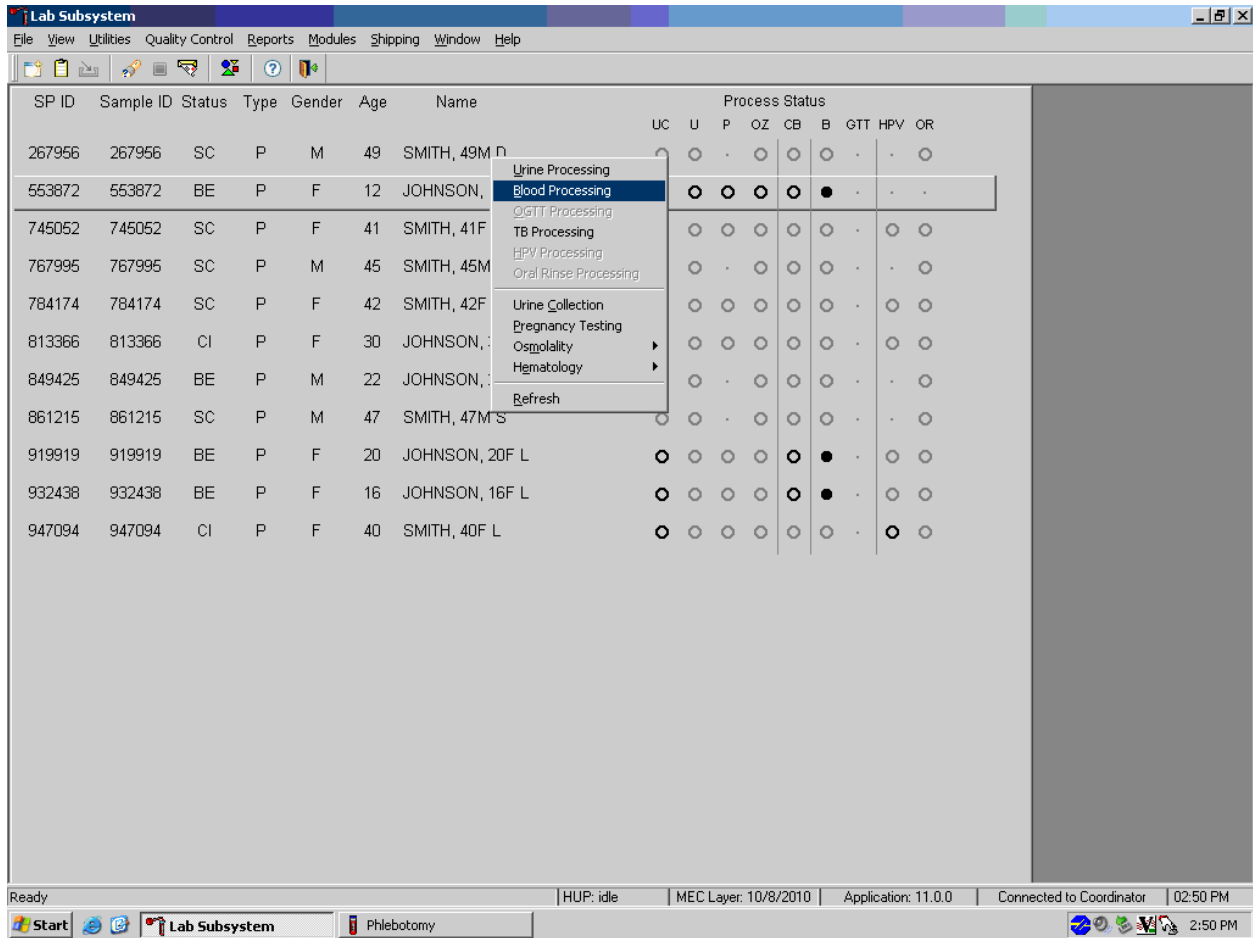 Lab Subsystem
File View Utilities Quality Control Reports Modules Shipping Window Help
SP ID Sample ID Status Type Gender Age Name Process Status
UC U P OZ CB B GTT HPV OR
267956 267956 SC P M 49 SMITH, 49M D
553872 553872 BE P F 12 JOHNSON,
745052 745052 SC P F 41 SMITH, 41F
767995 767995 SC P M 45 SMITH, 45M
784174 784174 SC P F 42 SMITH, 42F
813366 813366 CI P F 30 JOHNSON,
849425 849425 BE P M 22 JOHNSON,
861215 861215 SC P M 47 SMITH, 47M S
919919 919919 BE P F 20 JOHNSON, 20F L
932438 932438 BE P F 16 JOHNSON, 16F L
947094 947094 CI P F 40 SMITH, 40F L
Urine Processing
Blood Processing
OGTT Processing
TB Processing
HPV Processing
Oral Rinse Processing
Urine Collection
Pregnancy Testing
Osmolality
Hematology
Refresh
Ready HUP: idle MEC Layer: 10/8/2010 Application: 11.0.0 Connected to Coordinator 02:50 PM
Start Lab Subsystem Phlebotomy 2:50 PM